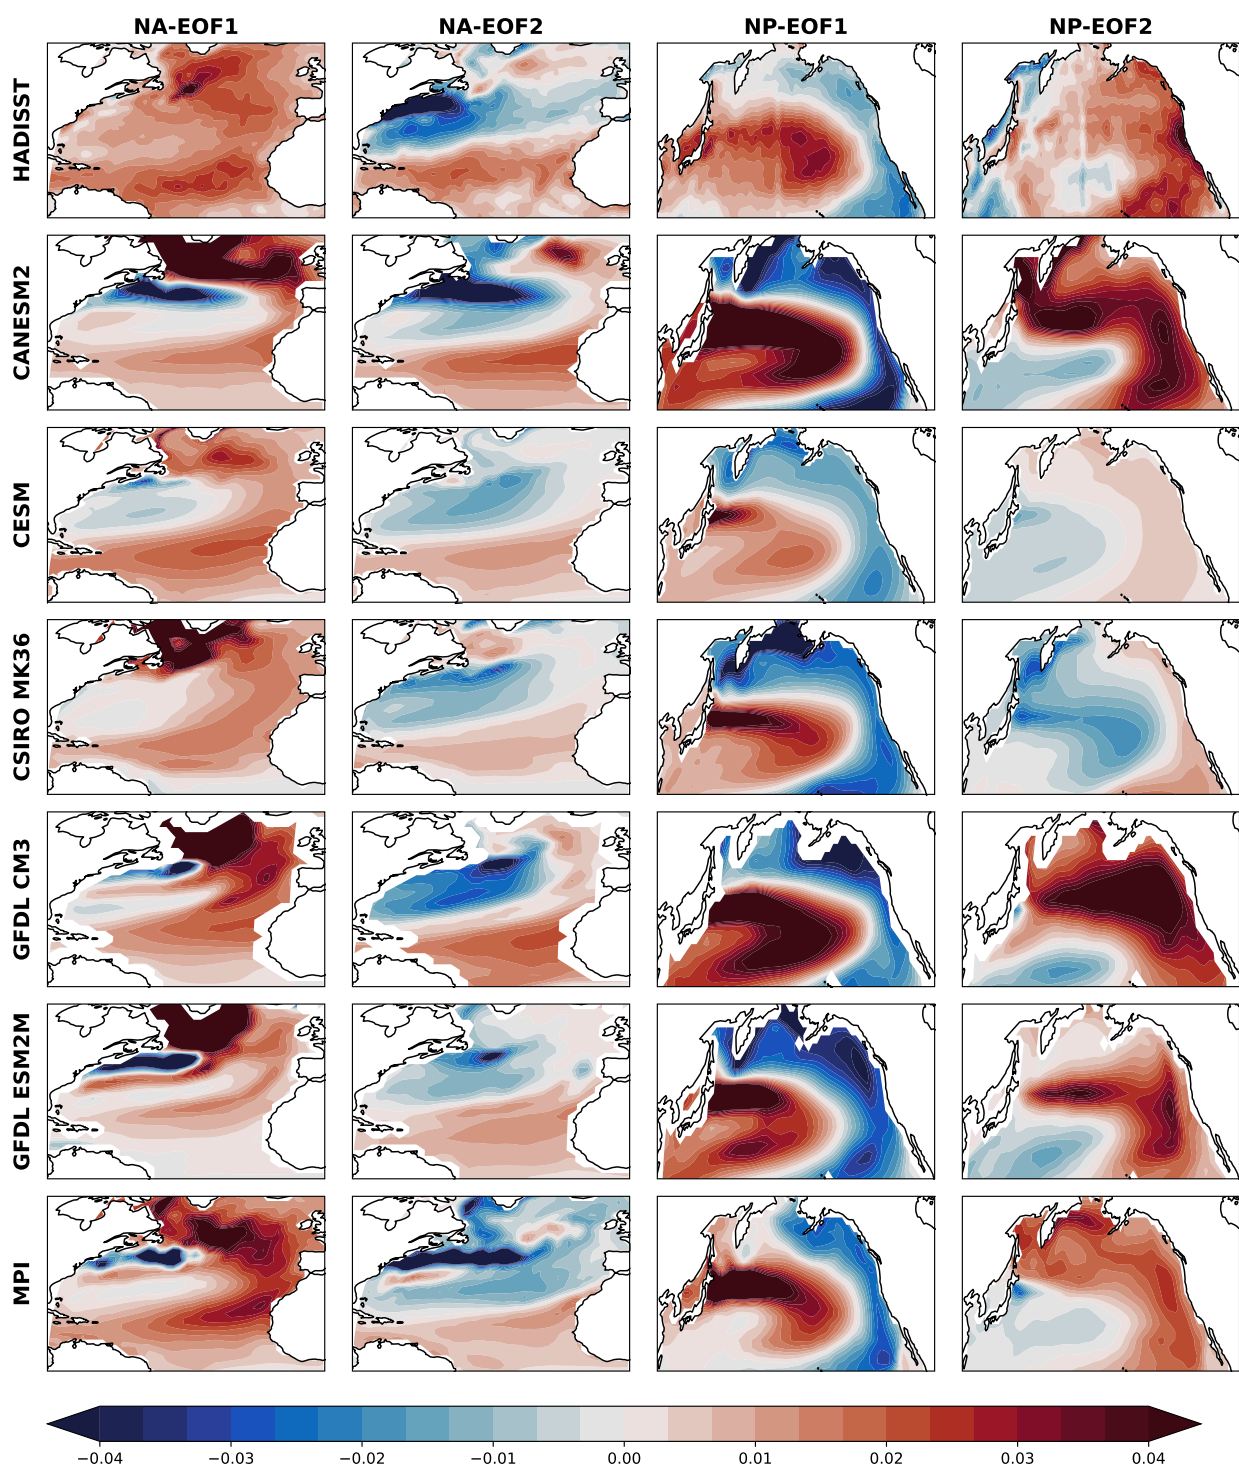 NA-EOF1 NA-EOF2 NP-EOF1 NP-EOF2
HADISST
CANESM2
CESM
CSIRO MK36
GFDL CM3
GFDL ESM2M
MPI
−0.04 −0.03 −0.02 −0.01 0.00 0.01 0.02 0.03 0.04